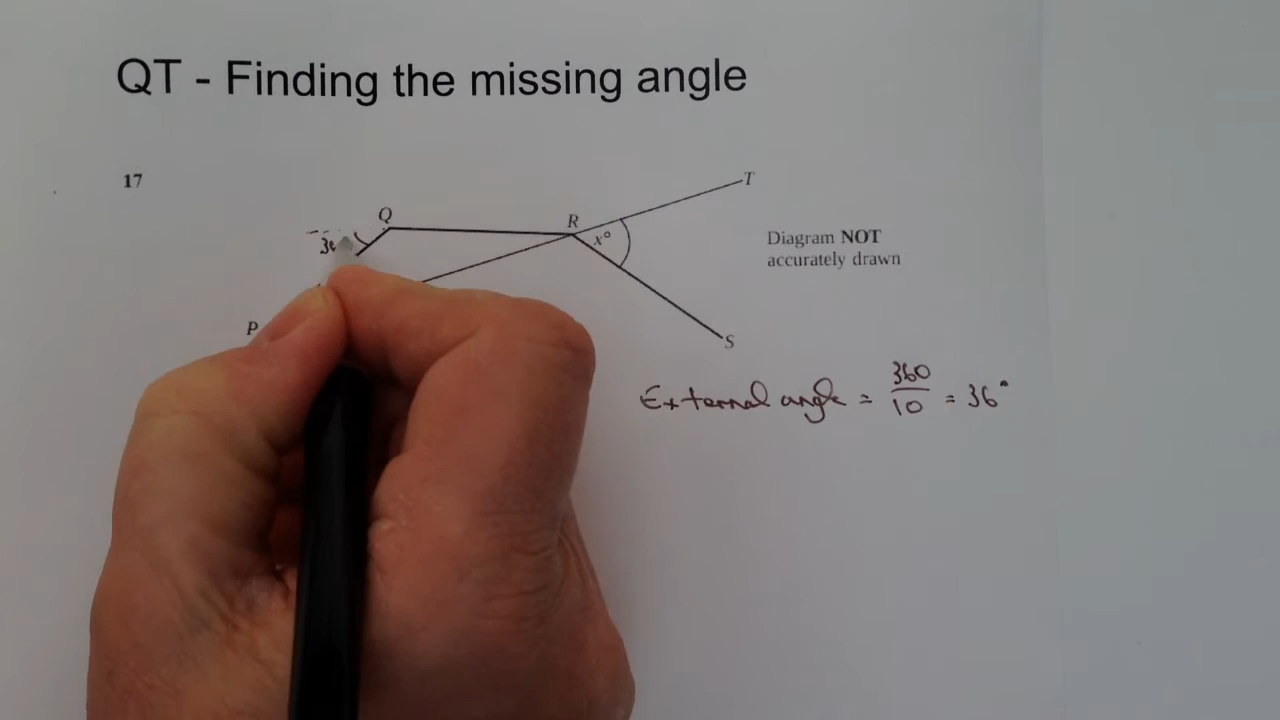 QT - Finding the missing angle
17
T
Q
R
x°
Diagram NOT
accurately drawn
P
S
External angle = 360/10 = 36°